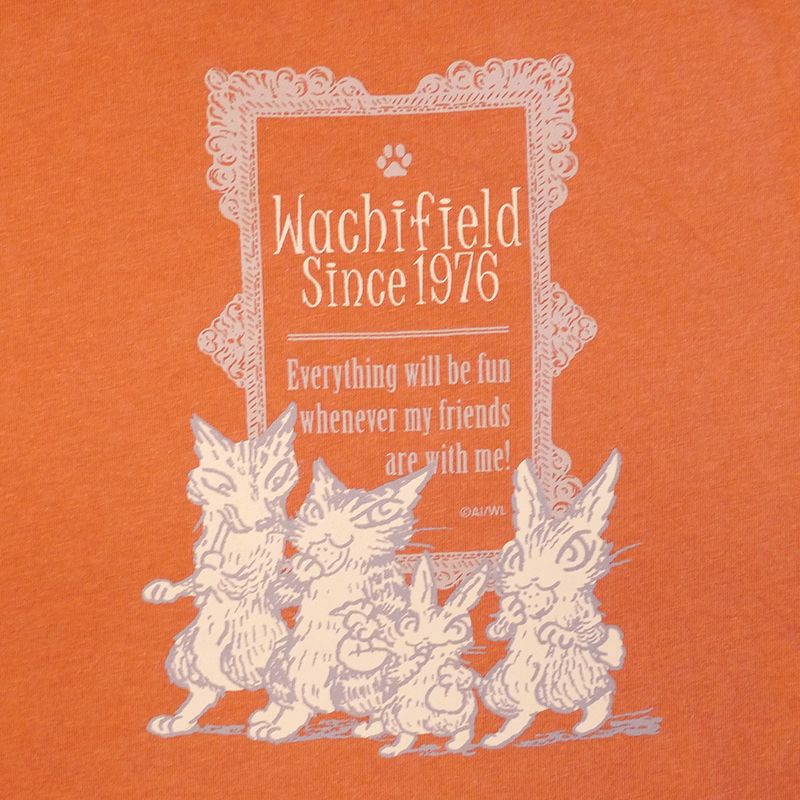 Wachifield
Since 1976
Everything will be fun
whenever my friends
are with me!
©AI/WL